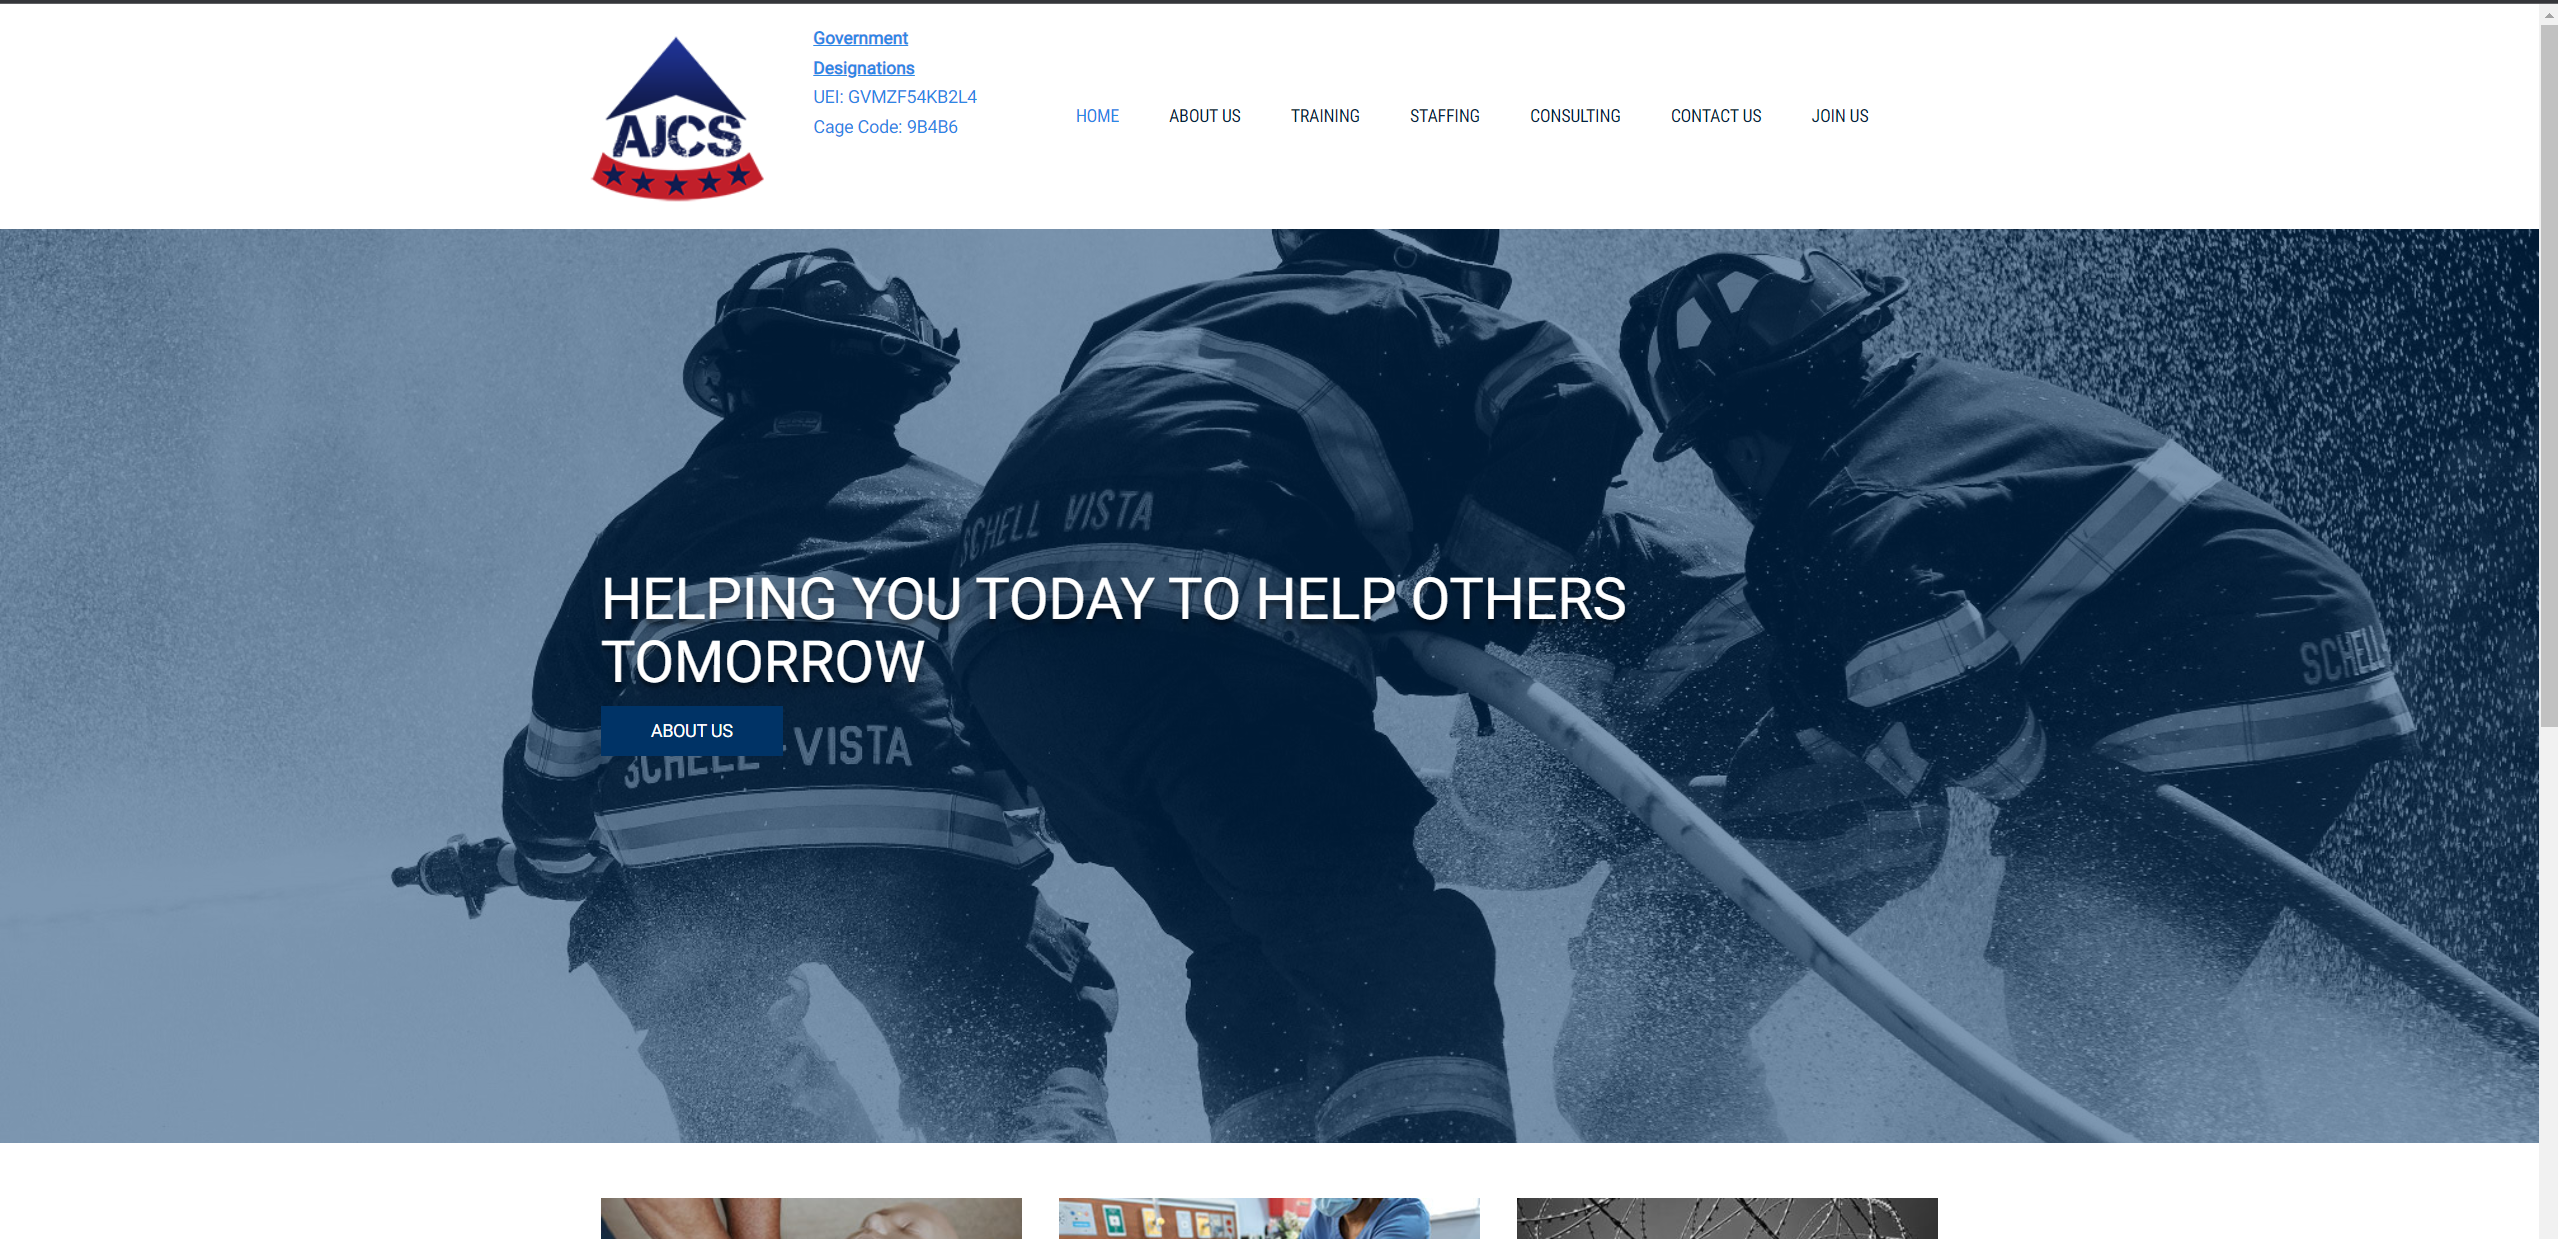 Government
Designations
UEI: GVMZF54KB2L4
Cage Code: 9B4B6
AJCS
HOME
ABOUT US
TRAINING
STAFFING
CONSULTING
CONTACT US
JOIN US
SCHELL VISTA
HELPING YOU TODAY TO HELP OTHERS
TOMORROW
ABOUT US
SCHELL VISTA
SCHELL